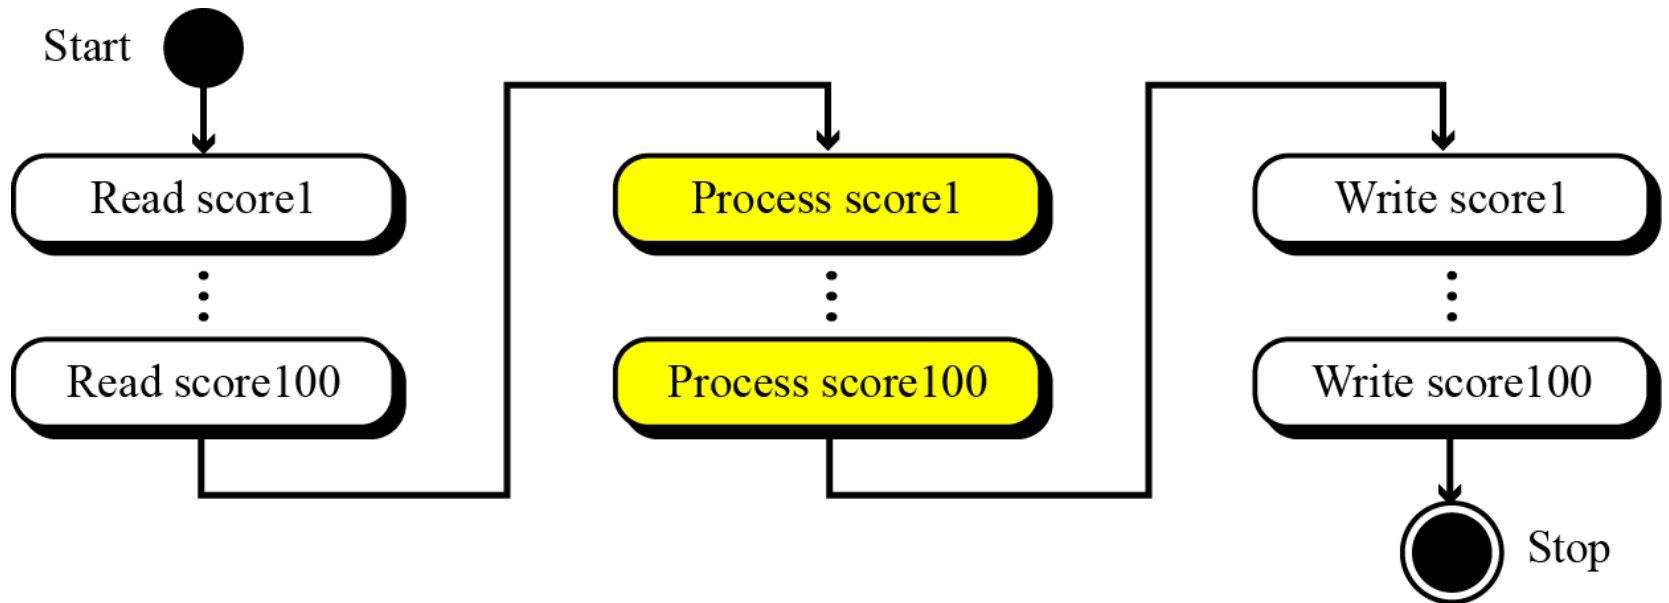 Start
Read score1
Read score100
Process score1
Process score100
Write score1
Write score100
Stop